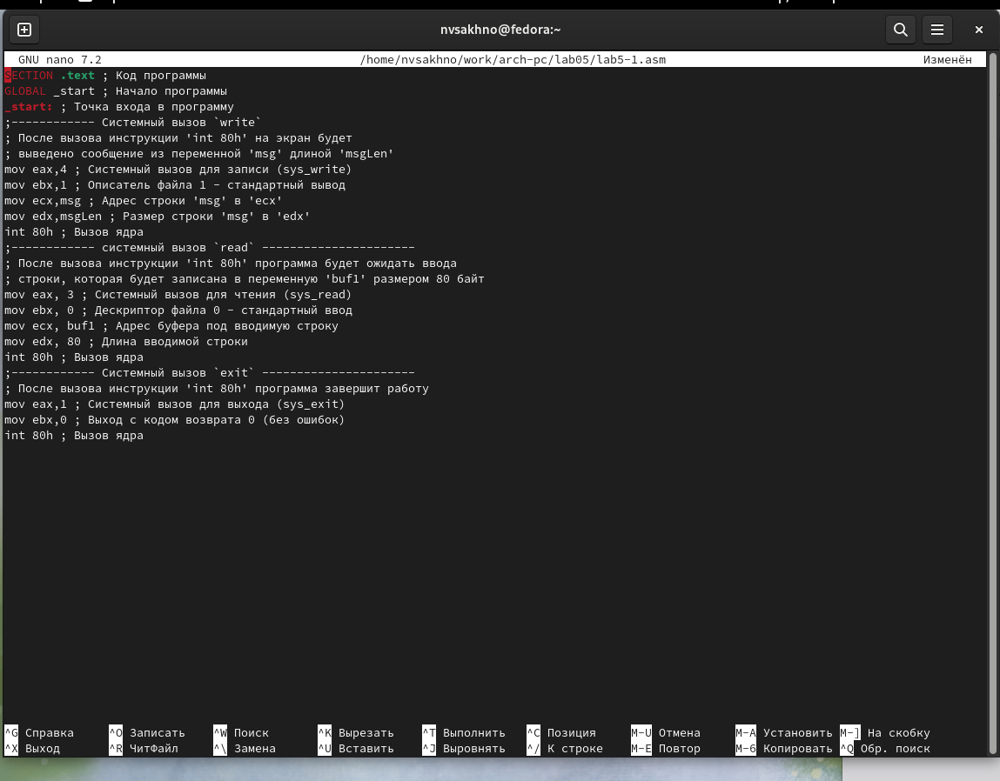 nvsakhno@fedora:~
GNU nano 7.2 /home/nvsakhno/work/arch-pc/lab05/lab5-1.asm Изменён
SECTION .text ; Код программы
GLOBAL _start ; Начало программы
_start: ; Точка входа в программу
;------------ Системный вызов `write`
; После вызова инструкции 'int 80h' на экран будет
; выведено сообщение из переменной 'msg' длиной 'msgLen'
mov eax,4 ; Системный вызов для записи (sys_write)
mov ebx,1 ; Описатель файла 1 - стандартный вывод
mov ecx,msg ; Адрес строки 'msg' в 'ecx'
mov edx,msgLen ; Размер строки 'msg' в 'edx'
int 80h ; Вызов ядра
;------------ системный вызов `read` ----------------------
; После вызова инструкции 'int 80h' программа будет ожидать ввода
; строки, которая будет записана в переменную 'buf1' размером 80 байт
mov eax, 3 ; Системный вызов для чтения (sys_read)
mov ebx, 0 ; Дескриптор файла 0 - стандартный ввод
mov ecx, buf1 ; Адрес буфера под вводимую строку
mov edx, 80 ; Длина вводимой строки
int 80h ; Вызов ядра
;------------ Системный вызов `exit` ----------------------
; После вызова инструкции 'int 80h' программа завершит работу
mov eax,1 ; Системный вызов для выхода (sys_exit)
mov ebx,0 ; Выход с кодом возврата 0 (без ошибок)
int 80h ; Вызов ядра
^G Справка ^O Записать ^W Поиск ^K Вырезать ^T Выполнить ^C Позиция M-U Отмена M-A Установить M-] На скобку
^X Выход ^R ЧитФайл ^\ Замена ^U Вставить ^J Выровнять ^/ К строке M-E Повтор M-6 Копировать ^Q Обр. поиск